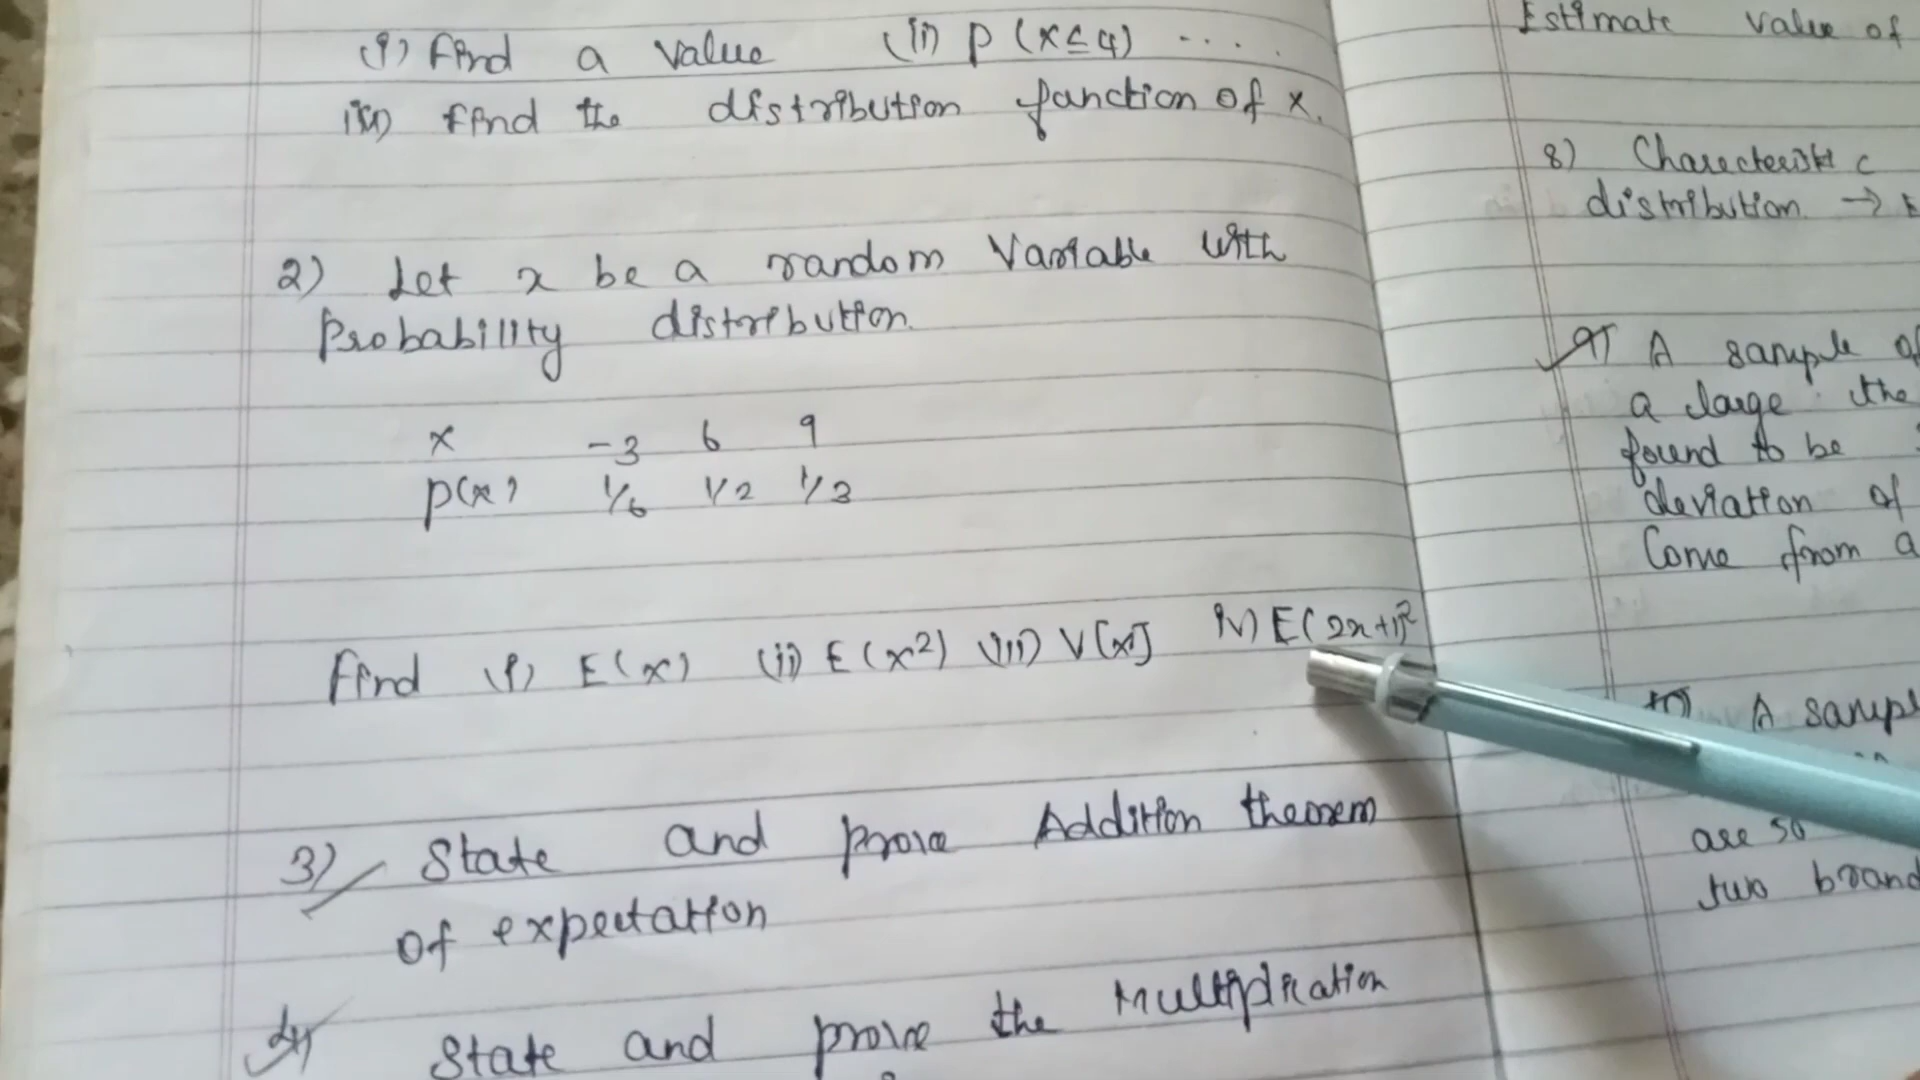 (i) Find a value (ii) P(x≤4) ....
iii) Find the distribution function of x.
2) Let x be a random Variable with
Probability distribution.
x -3 6 9
p(x) 1/6 1/2 1/3
Find (i) E(x) (ii) E(x²) (iii) V[x] iv) E(2x+1)²
3) State and prove Addition theorem
of expectation
4) State and prove the Multiplication
Estimate value of
8) Charecteristic
distribution →
9) A sample of
a large the
found to be
deviation of
Come from a
10) A sampl
are 50
two brand